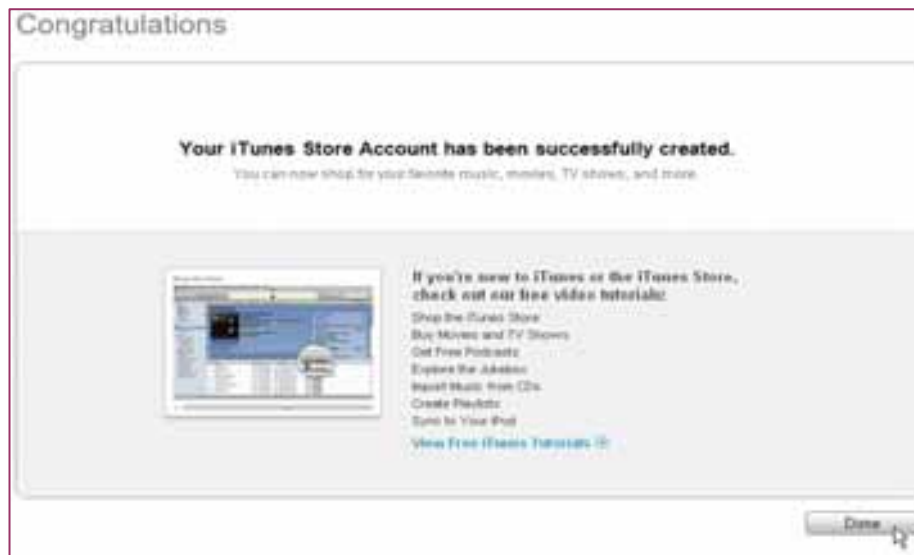 Congratulations
Your iTunes Store Account has been successfully created.
You can now shop for your favorite music, movies, TV shows, and more.
If you're new to iTunes or the iTunes Store,
check out our free video tutorials:
Shop the iTunes Store
Buy Movies and TV Shows
Get Free Podcasts
Explore the Jukebox
Import Music from CDs
Create Playlists
Sync to Your iPod
View Free iTunes Tutorials
Done